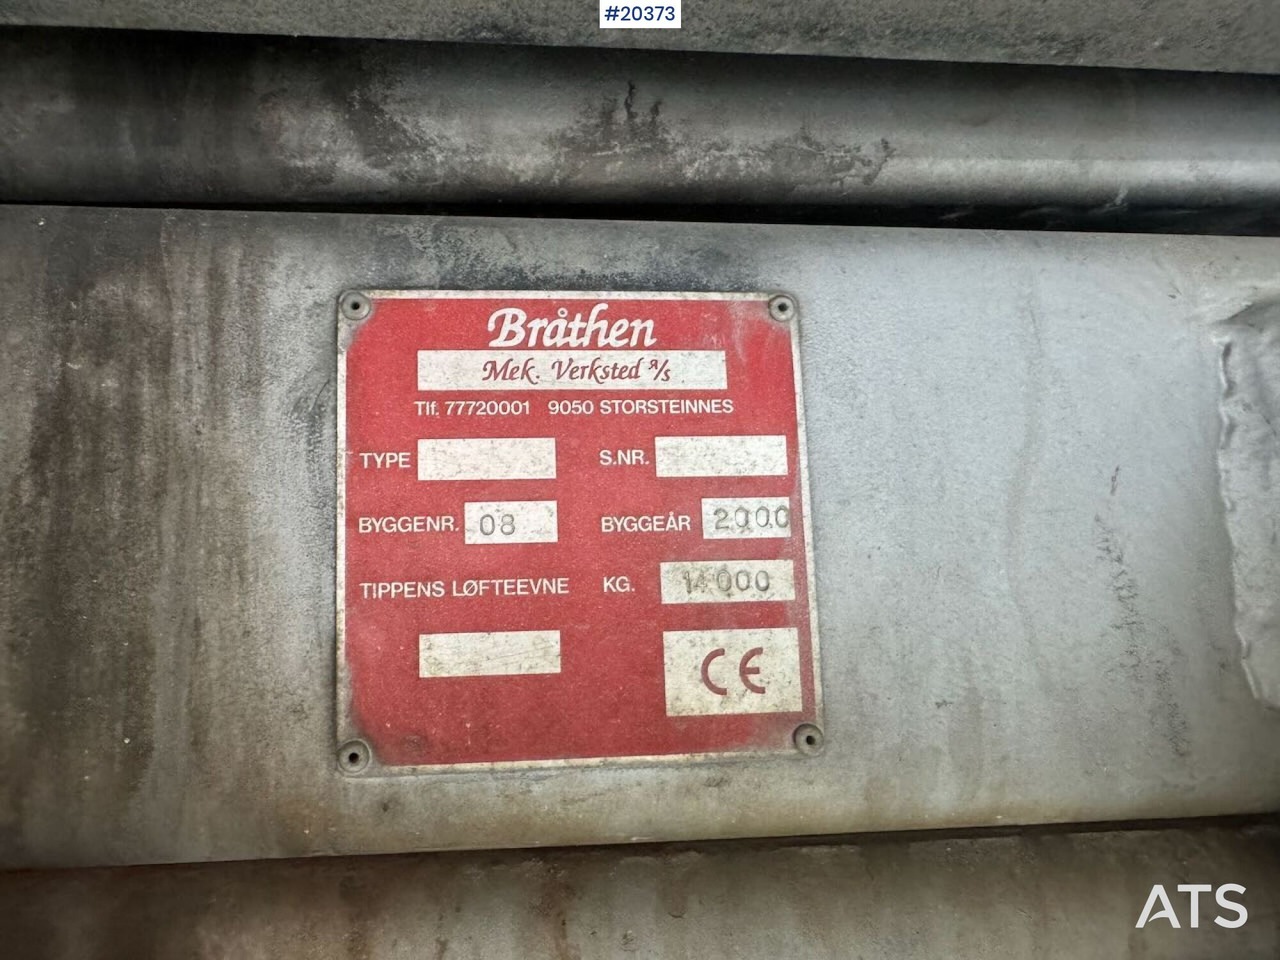 #20373
Bråthen
Mek. Verksted A/S
Tlf. 77720001 9050 STORSTEINNES
TYPE S.NR.
BYGGENR. 08 BYGGEÅR 2000
TIPPENS LØFTEEVNE KG. 14000
CE
ATS